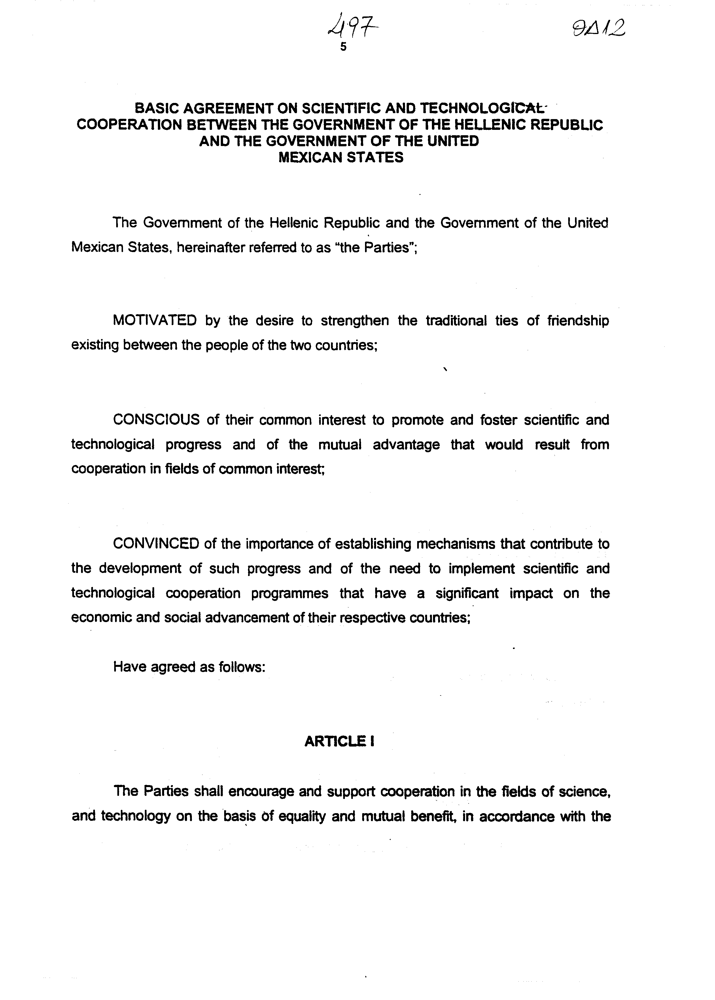 497
ΘΔ12
5
BASIC AGREEMENT ON SCIENTIFIC AND TECHNOLOGICAL
COOPERATION BETWEEN THE GOVERNMENT OF THE HELLENIC REPUBLIC
AND THE GOVERNMENT OF THE UNITED
MEXICAN STATES
The Government of the Hellenic Republic and the Government of the United
Mexican States, hereinafter referred to as “the Parties”;
MOTIVATED by the desire to strengthen the traditional ties of friendship
existing between the people of the two countries;
CONSCIOUS of their common interest to promote and foster scientific and
technological progress and of the mutual advantage that would result from
cooperation in fields of common interest;
CONVINCED of the importance of establishing mechanisms that contribute to
the development of such progress and of the need to implement scientific and
technological cooperation programmes that have a significant impact on the
economic and social advancement of their respective countries;
Have agreed as follows:
ARTICLE I
The Parties shall encourage and support cooperation in the fields of science,
and technology on the basis of equality and mutual benefit, in accordance with the